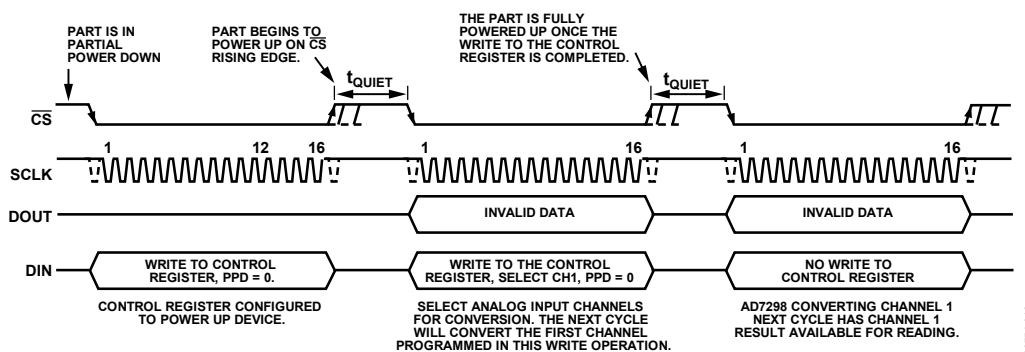 PART IS IN
PARTIAL
POWER DOWN
PART BEGINS TO
POWER UP ON CS
RISING EDGE.
THE PART IS FULLY
POWERED UP ONCE THE
WRITE TO THE CONTROL
REGISTER IS COMPLETED.
tQUIET
tQUIET
CS
1 12 16 1 16 1 16
SCLK
DOUT INVALID DATA INVALID DATA
DIN
WRITE TO CONTROL
REGISTER, PPD = 0.
WRITE TO THE CONTROL
REGISTER, SELECT CH1, PPD = 0
NO WRITE TO
CONTROL REGISTER
CONTROL REGISTER CONFIGURED
TO POWER UP DEVICE.
SELECT ANALOG INPUT CHANNELS
FOR CONVERSION. THE NEXT CYCLE
WILL CONVERT THE FIRST CHANNEL
PROGRAMMED IN THIS WRITE OPERATION.
AD7298 CONVERTING CHANNEL 1
NEXT CYCLE HAS CHANNEL 1
RESULT AVAILABLE FOR READING.